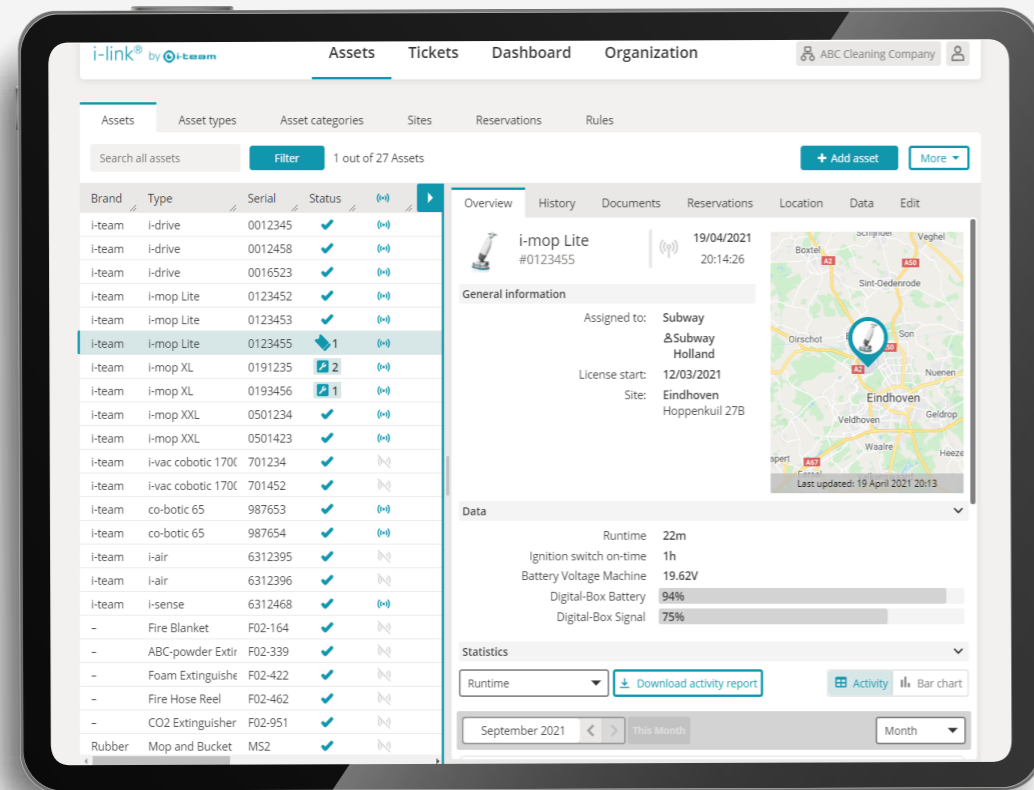 i-link® by i-team
Assets Tickets Dashboard Organization
ABC Cleaning Company
Assets Asset types Asset categories Sites Reservations Rules
Search all assets Filter 1 out of 27 Assets
+ Add asset More
Brand Type Serial Status
i-team i-drive 0012345
i-team i-drive 0012458
i-team i-drive 0016523
i-team i-mop Lite 0123452
i-team i-mop Lite 0123453
i-team i-mop Lite 0123455 1
i-team i-mop XL 0191235 2
i-team i-mop XL 0193456 1
i-team i-mop XXL 0501234
i-team i-mop XXL 0501423
i-team i-vac cobotic 1700 701234
i-team i-vac cobotic 1700 701452
i-team co-botic 65 987653
i-team co-botic 65 987654
i-team i-air 6312395
i-team i-air 6312396
i-team i-sense 6312468
– Fire Blanket F02-164
– ABC-powder Extin F02-339
– Foam Extinguishe F02-422
– Fire Hose Reel F02-462
– CO2 Extinguisher F02-951
Rubber Mop and Bucket MS2
Overview History Documents Reservations Location Data Edit
i-mop Lite
#0123455
19/04/2021
20:14:26
General information
Assigned to: Subway
Subway
Holland
License start: 12/03/2021
Site: Eindhoven
Hoppenkuil 27B
Schijndel Veghel
Boxtel
A2
A50
Sint-Oedenrode
Oirschot Son
50
A2
Nuenen
Eindhoven
Veldhoven Geldrop
Waalre
Heeze
apert A67
Last updated: 19 April 2021 20:13
Data
Runtime 22m
Ignition switch on-time 1h
Battery Voltage Machine 19.62V
Digital-Box Battery 94%
Digital-Box Signal 75%
Statistics
Runtime Download activity report Activity Bar chart
September 2021 < > This Month Month